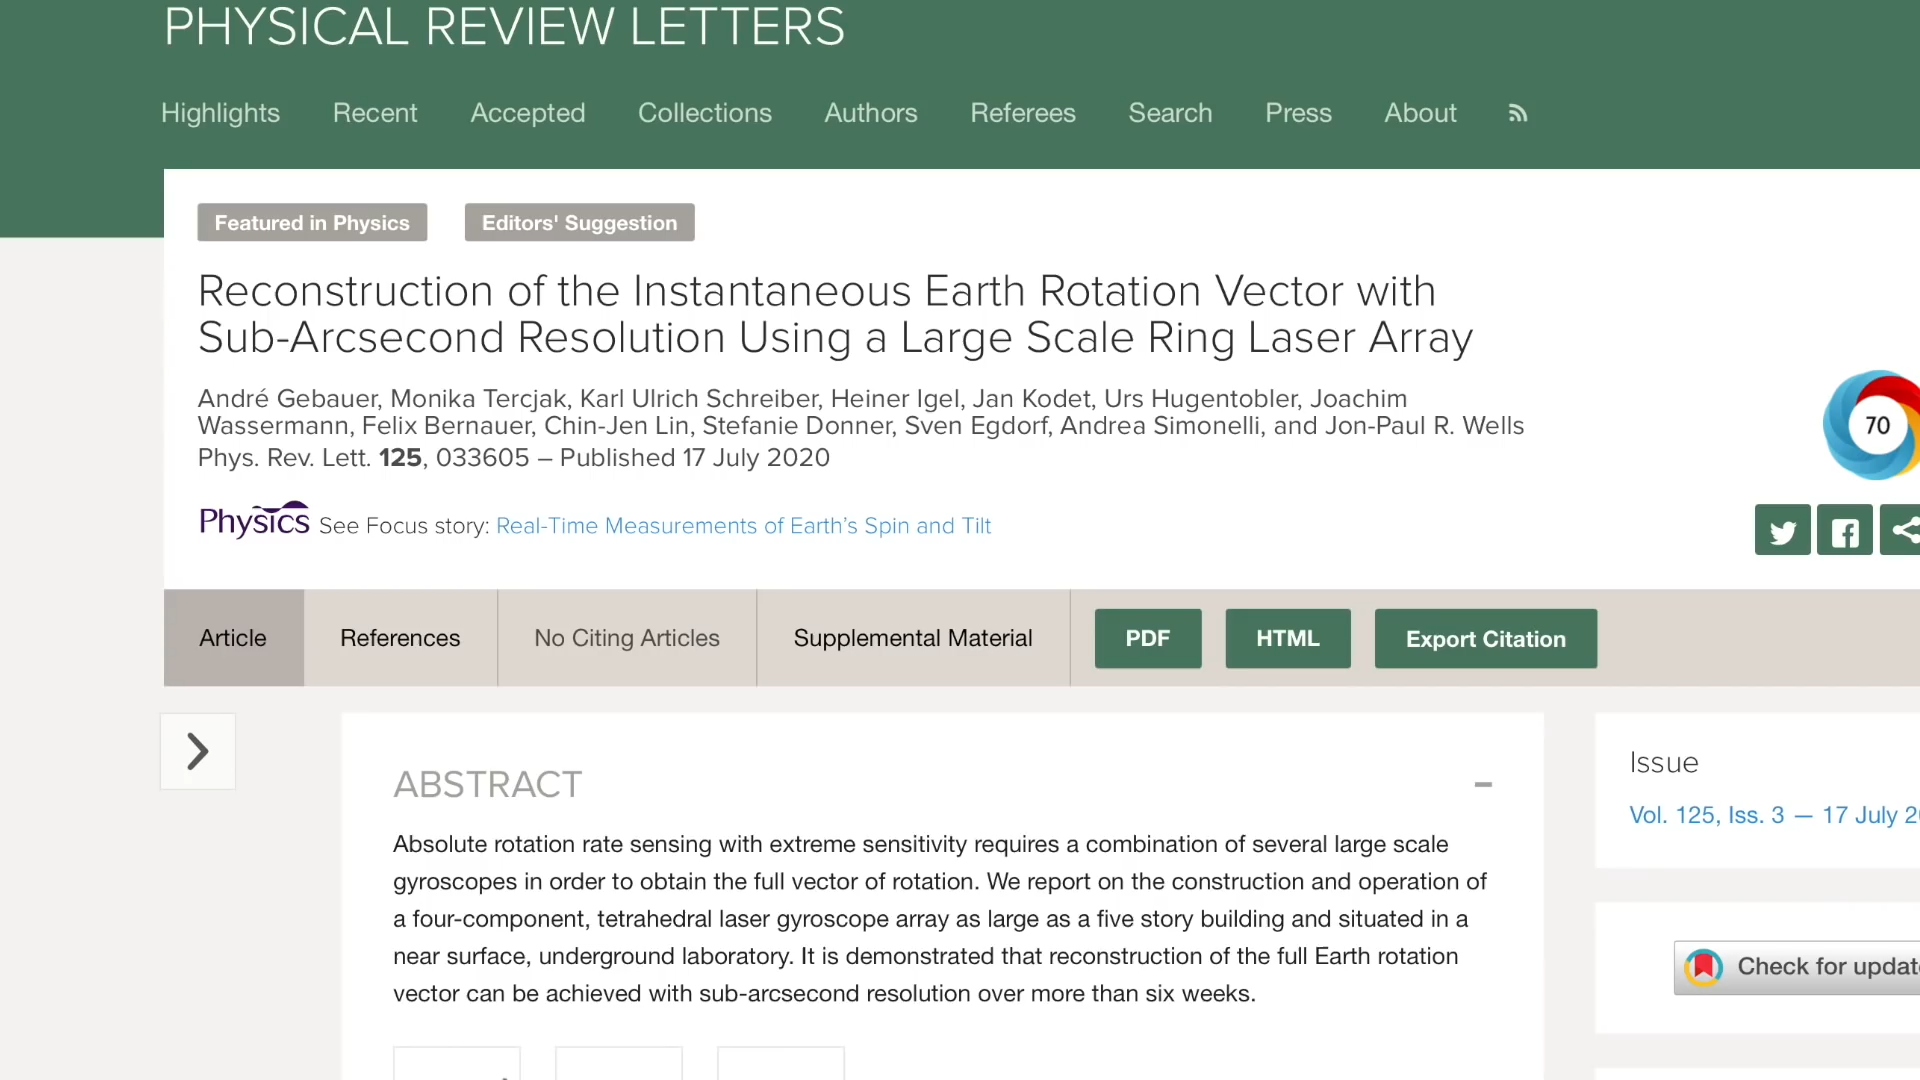 PHYSICAL REVIEW LETTERS
Highlights Recent Accepted Collections Authors Referees Search Press About
Featured in Physics Editors' Suggestion
Reconstruction of the Instantaneous Earth Rotation Vector with
Sub-Arcsecond Resolution Using a Large Scale Ring Laser Array
André Gebauer, Monika Tercjak, Karl Ulrich Schreiber, Heiner Igel, Jan Kodet, Urs Hugentobler, Joachim
Wassermann, Felix Bernauer, Chin-Jen Lin, Stefanie Donner, Sven Egdorf, Andrea Simonelli, and Jon-Paul R. Wells
Phys. Rev. Lett. 125, 033605 – Published 17 July 2020
70
Physics See Focus story: Real-Time Measurements of Earth’s Spin and Tilt
Article References No Citing Articles Supplemental Material PDF HTML Export Citation
ABSTRACT
Absolute rotation rate sensing with extreme sensitivity requires a combination of several large scale
gyroscopes in order to obtain the full vector of rotation. We report on the construction and operation of
a four-component, tetrahedral laser gyroscope array as large as a five story building and situated in a
near surface, underground laboratory. It is demonstrated that reconstruction of the full Earth rotation
vector can be achieved with sub-arcsecond resolution over more than six weeks.
Issue
Vol. 125, Iss. 3 — 17 July
Check for